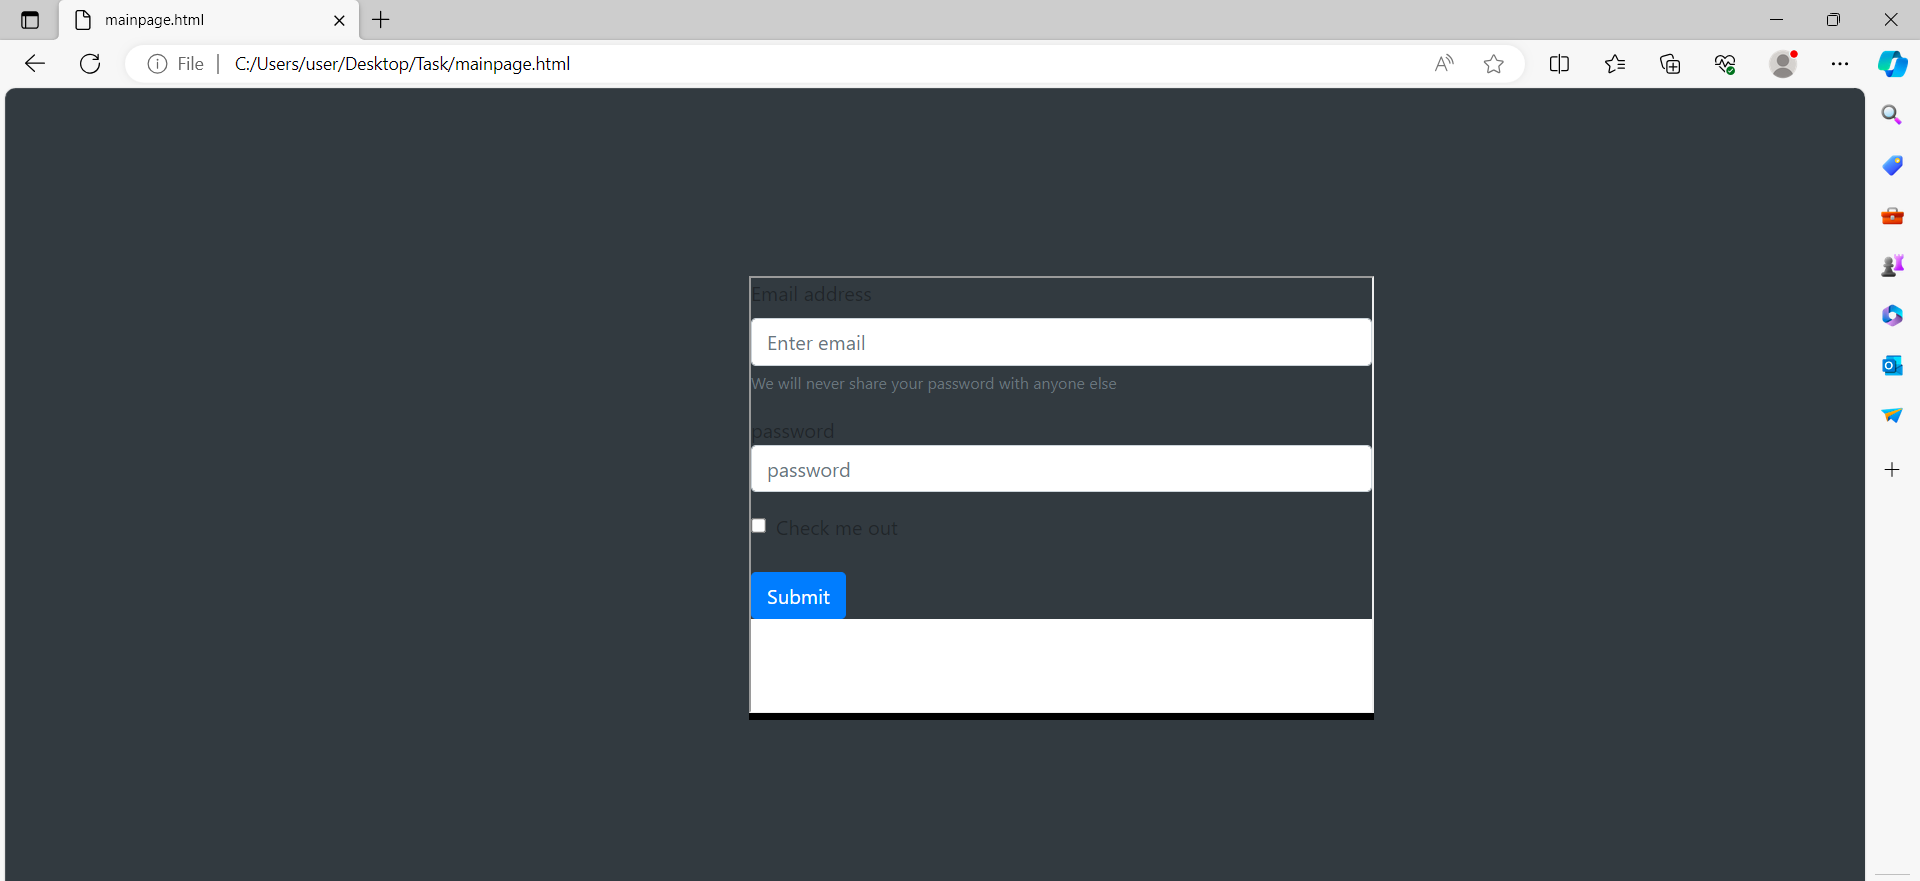 mainpage.html
File C:/Users/user/Desktop/Task/mainpage.html
Email address
Enter email
We will never share your password with anyone else
password
password
Check me out
Submit